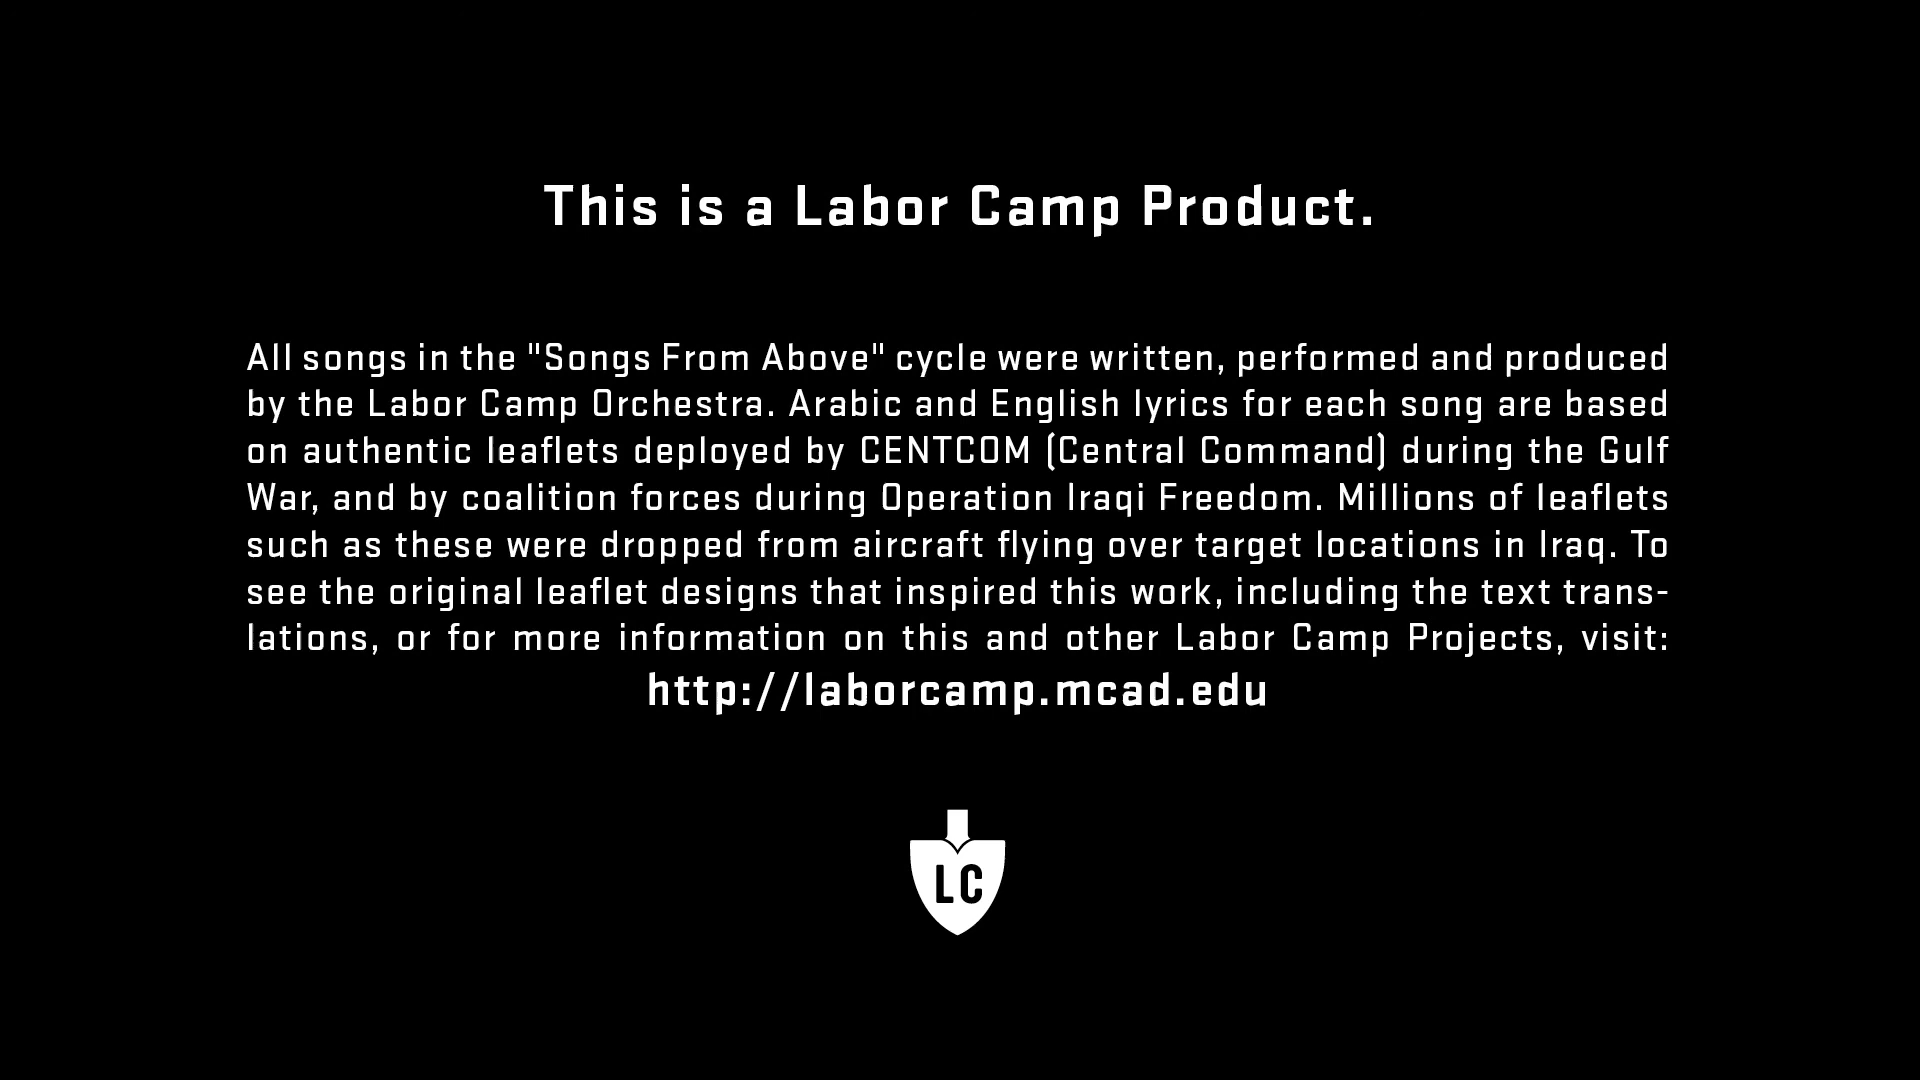 This is a Labor Camp Product.
All songs in the "Songs From Above" cycle were written, performed and produced
by the Labor Camp Orchestra. Arabic and English lyrics for each song are based
on authentic leaflets deployed by CENTCOM (Central Command) during the Gulf
War, and by coalition forces during Operation Iraqi Freedom. Millions of leaflets
such as these were dropped from aircraft flying over target locations in Iraq. To
see the original leaflet designs that inspired this work, including the text trans-
lations, or for more information on this and other Labor Camp Projects, visit:
http://laborcamp.mcad.edu
LC